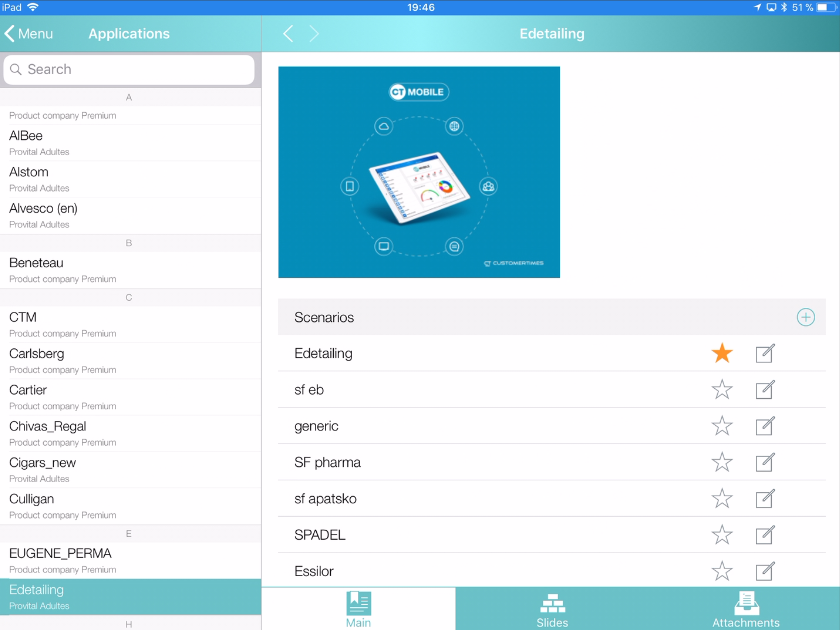 iPad 19:46 51 %
Menu Applications
Search
A
Product company Premium
AlBee
Provital Adultes
Alstom
Provital Adultes
Alvesco (en)
Provital Adultes
B
Beneteau
Product company Premium
C
CTM
Product company Premium
Carlsberg
Product company Premium
Cartier
Product company Premium
Chivas_Regal
Product company Premium
Cigars_new
Provital Adultes
Culligan
Product company Premium
E
EUGENE_PERMA
Product company Premium
Edetailing
Provital Adultes
H
Edetailing
CT MOBILE
CUSTOMERTIMES
Scenarios
Edetailing
sf eb
generic
SF pharma
sf apatsko
SPADEL
Essilor
Main Slides Attachments